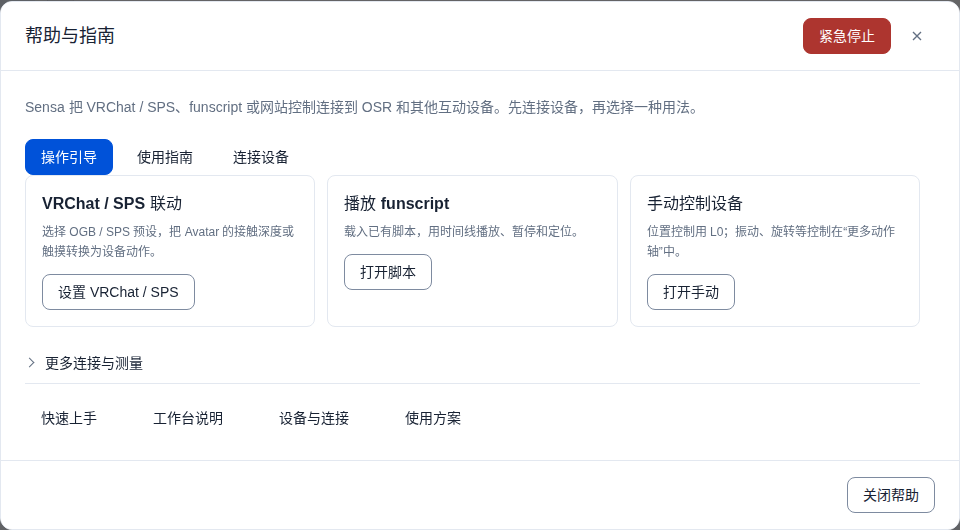 帮助与指南
紧急停止
×
Sensa 把 VRChat / SPS、funscript 或网站控制连接到 OSR 和其他互动设备。先连接设备，再选择一种用法。
操作引导
使用指南
连接设备
VRChat / SPS 联动
选择 OGB / SPS 预设，把 Avatar 的接触深度或
触摸转换为设备动作。
设置 VRChat / SPS
播放 funscript
载入已有脚本，用时间线播放、暂停和定位。
打开脚本
手动控制设备
位置控制用 L0；振动、旋转等控制在“更多动作
轴”中。
打开手动
更多连接与测量
快速上手
工作台说明
设备与连接
使用方案
关闭帮助